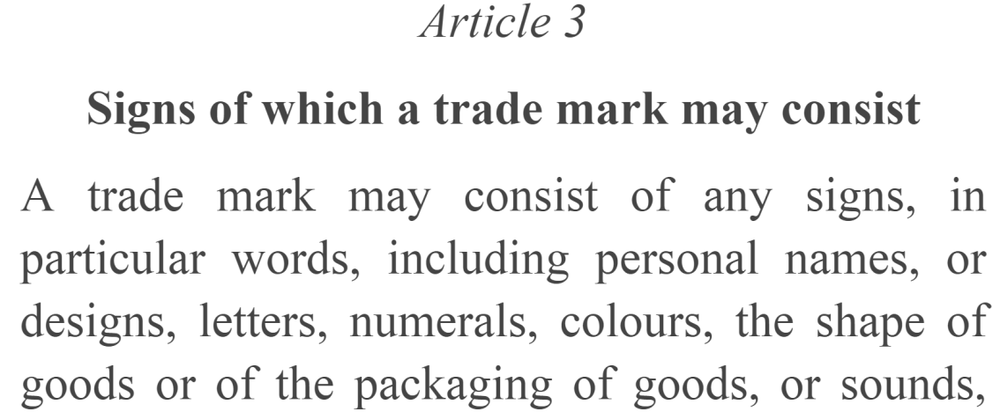 Article 3
Signs of which a trade mark may consist
A trade mark may consist of any signs, in
particular words, including personal names, or
designs, letters, numerals, colours, the shape of
goods or of the packaging of goods, or sounds,